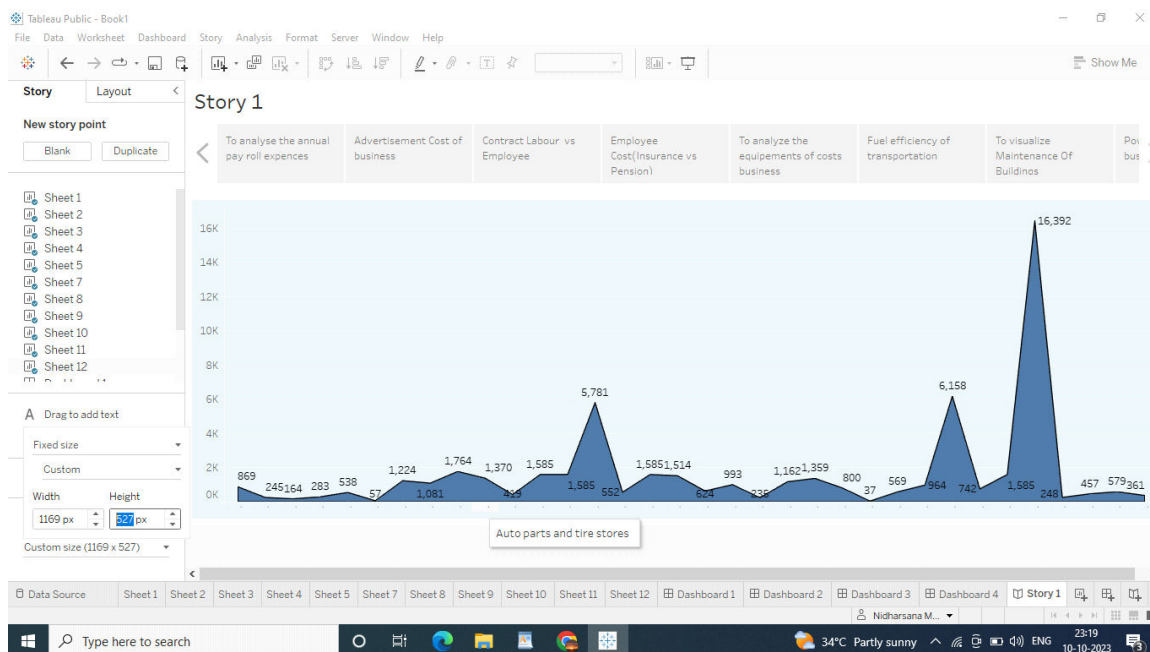 Tableau Public - Book1
File Data Worksheet Dashboard Story Analysis Format Server Window Help
Show Me
Story Layout
New story point
Blank Duplicate
Sheet 1
Sheet 2
Sheet 3
Sheet 4
Sheet 5
Sheet 7
Sheet 8
Sheet 9
Sheet 10
Sheet 11
Sheet 12
A Drag to add text
Fixed size
Custom
Width Height
1169 px 527 px
Custom size (1169 x 527)
Story 1
To analyse the annual
pay roll expences
Advertisement Cost of
business
Contract Labour vs
Employee
Employee
Cost(Insurance vs
Pension)
To analyze the
equipements of costs
business
Fuel efficiency of
transportation
To visualize
Maintenance Of
Buildings
16K
14K
12K
10K
8K
6K
4K
2K
0K
869 245 164 283 538 57 1,224 1,081 1,764 1,370 419 1,585 1,585 5,781 552 1,585 1,514 624 993 235 1,162 1,359 800 37 569 964 6,158 742 1,585 16,392 248 457 579 361
Auto parts and tire stores
Data Source Sheet 1 Sheet 2 Sheet 3 Sheet 4 Sheet 5 Sheet 7 Sheet 8 Sheet 9 Sheet 10 Sheet 11 Sheet 12 Dashboard 1 Dashboard 2 Dashboard 3 Dashboard 4 Story 1
Nidharsana M...
Type here to search
34°C Partly sunny ENG
23:19
10-10-2023
3